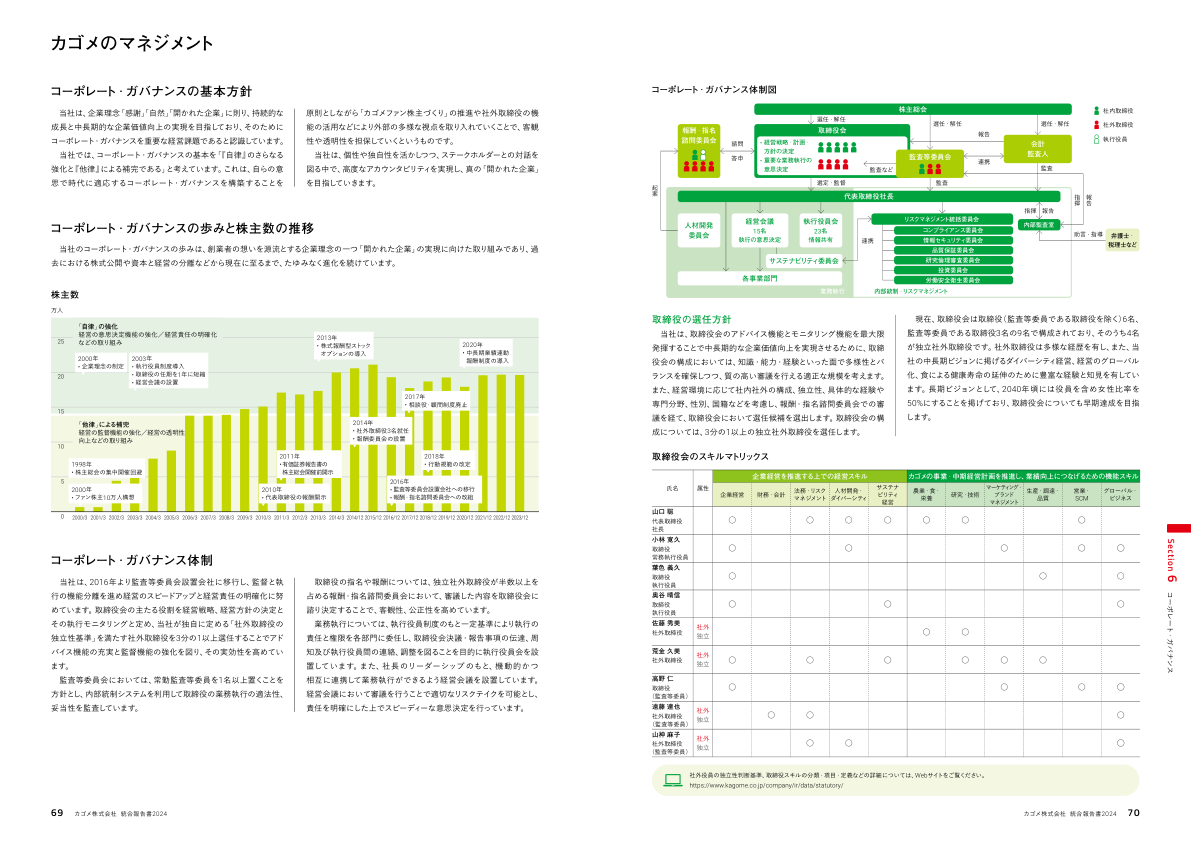 カゴメのマネジメント
コーポレート・ガバナンスの基本方針
当社は、企業理念「感謝」「自然」「開かれた企業」に則り、持続的な
成長と中長期的な企業価値向上の実現を目指しており、そのために
コーポレート・ガバナンスを重要な経営課題であると認識しています。
当社では、コーポレート・ガバナンスの基本を「『自律』のさらなる
強化と『他律』による補完である」と考えています。これは、自らの意
思で時代に適応するコーポレート・ガバナンスを構築することを
原則としながら「カゴメファン株主づくり」の推進や社外取締役の機
能の活用などにより外部の多様な視点を取り入れていくことで、客観
性や透明性を担保していくというものです。
当社は、個性や独自性を活かしつつ、ステークホルダーとの対話を
図る中で、高度なアカウンタビリティを実現し、真の「開かれた企業」
を目指していきます。
コーポレート・ガバナンスの歩みと株主数の推移
当社のコーポレート・ガバナンスの歩みは、創業者の想いを源流とする企業理念の一つ「開かれた企業」の実現に向けた取り組みであり、過
去における株式公開や資本と経営の分離などから現在に至るまで、たゆみなく進化を続けています。
株主数
万人
25
20
15
10
5
0
「自律」の強化
経営の意思決定機能の強化／経営責任の明確化
などの取り組み
2000年
・企業理念の制定
2003年
・執行役員制度導入
・取締役の任期を1年に短縮
・経営会議の設置
2013年
・株式報酬型ストック
オプションの導入
2020年
・中長期業績連動
報酬制度の導入
2017年
・相談役・顧問制度廃止
「他律」による補完
経営の監督機能の強化／経営の透明性
向上などの取り組み
2014年
・社外取締役3名就任
・報酬委員会の設置
1998年
・株主総会の集中開催回避
2000年
・ファン株主10万人構想
2011年
・有価証券報告書の
株主総会開催前開示
2010年
・代表取締役の報酬開示
2018年
・行動規範の改定
2016年
・監査等委員会設置会社への移行
・報酬・指名諮問委員会への改組
2000/3 2001/3 2002/3 2003/3 2004/3 2005/3 2006/3 2007/3 2008/3 2009/3 2010/3 2011/3 2012/3 2013/3 2014/3 2014/12 2015/12 2016/12 2017/12 2018/12 2019/12 2020/12 2021/12 2022/12 2023/12
コーポレート・ガバナンス体制
当社は、2016年より監査等委員会設置会社に移行し、監督と執
行の機能分離を進め経営のスピードアップと経営責任の明確化に努
めています。取締役会の主たる役割を経営戦略、経営方針の決定と
その執行モニタリングと定め、当社が独自に定める「社外取締役の
独立性基準」を満たす社外取締役を3分の1以上選任することでアド
バイス機能の充実と監督機能の強化を図り、その実効性を高めてい
ます。
監査等委員会においては、常勤監査等委員を1名以上置くことを
方針とし、内部統制システムを利用して取締役の業務執行の適法性、
妥当性を監査しています。
取締役の指名や報酬については、独立社外取締役が半数以上を
占める報酬・指名諮問委員会において、審議した内容を取締役会に
諮り決定することで、客観性、公正性を高めています。
業務執行については、執行役員制度のもと一定基準により執行の
責任と権限を各部門に委任し、取締役会決議・報告事項の伝達、周
知及び執行役員間の連絡、調整を図ることを目的に執行役員会を設
置しています。また、社長のリーダーシップのもと、機動的かつ
相互に連携して業務執行ができるよう経営会議を設置しています。
経営会議において審議を行うことで適切なリスクテイクを可能とし、
責任を明確にした上でスピーディーな意思決定を行っています。
69 カゴメ株式会社 統合報告書2024
コーポレート・ガバナンス体制図
株主総会
選任・解任
選任・解任
選任・解任
報告
報酬・指名
諮問委員会
諮問
答申
取締役会
・経営戦略・計画・
方針の決定
・重要な業務執行の
意思決定
監査など
監査等委員会
連携
会計
監査人
社内取締役
社外取締役
執行役員
選定・監督
監査
監査
起案
代表取締役社長
指揮
報告
人材開発
委員会
経営会議
15名
執行の意思決定
執行役員会
23名
情報共有
サステナビリティ委員会
各事業部門
業務執行
連携
リスクマネジメント統括委員会
コンプライアンス委員会
情報セキュリティ委員会
品質保証委員会
研究倫理審査委員会
投資委員会
労働安全衛生委員会
内部統制・リスクマネジメント
指揮
報告
内部監査室
助言・指導
弁護士・
税理士など
取締役の選任方針
当社は、取締役会のアドバイス機能とモニタリング機能を最大限
発揮することで中長期的な企業価値向上を実現させるために、取締
役会の構成においては、知識・能力・経験といった面で多様性とバ
ランスを確保しつつ、質の高い審議を行える適正な規模を考えます。
また、経営環境に応じて社内社外の構成、独立性、具体的な経験や
専門分野、性別、国籍などを考慮し、報酬・指名諮問委員会での審
議を経て、取締役会において選任候補を選出します。取締役会の構
成については、3分の1以上の独立社外取締役を選任します。
現在、取締役会は取締役（監査等委員である取締役を除く）6名、
監査等委員である取締役3名の9名で構成されており、そのうち4名
が独立社外取締役です。社外取締役は多様な経歴を有し、また、当
社の中長期ビジョンに掲げるダイバーシティ経営、経営のグローバル
化、食による健康寿命の延伸のために豊富な経験と知見を有してい
ます。長期ビジョンとして、2040年頃には役員を含め女性比率を
50%にすることを掲げており、取締役会についても早期達成を目指
します。
取締役会のスキルマトリックス
氏名 属性 企業経営を推進する上での経営スキル カゴメの事業・中期経営計画を推進し、業績向上につなげるための機能スキル
企業経営 財務・会計 法務・リスクマネジメント 人材開発・ダイバーシティ サステナビリティ経営 農業・食・栄養 研究・技術 マーケティング・ブランドマネジメント 生産・調達・品質 営業・SCM グローバル・ビジネス
山口 聡
代表取締役
社長
○ ○ ○ ○ ○ ○ ○
小林 寛久
取締役
常務執行役員
○ ○ ○ ○ ○
葉色 義久
取締役
執行役員
○ ○ ○
奥谷 晴信
取締役
執行役員
○ ○ ○
佐藤 秀美
社外取締役
社外
独立
○ ○
荒金 久美
社外取締役
社外
独立
○ ○ ○ ○ ○ ○
高野 仁
取締役
（監査等委員）
○ ○ ○ ○
遠藤 達也
社外取締役
（監査等委員）
社外
独立
○ ○ ○
山神 麻子
社外取締役
（監査等委員）
社外
独立
○ ○ ○
社外役員の独立性判断基準、取締役スキルの分類・項目・定義などの詳細については、Webサイトをご覧ください。
https://www.kagome.co.jp/company/ir/data/statutory/
Section 6
コーポレート・ガバナンス
カゴメ株式会社 統合報告書2024 70